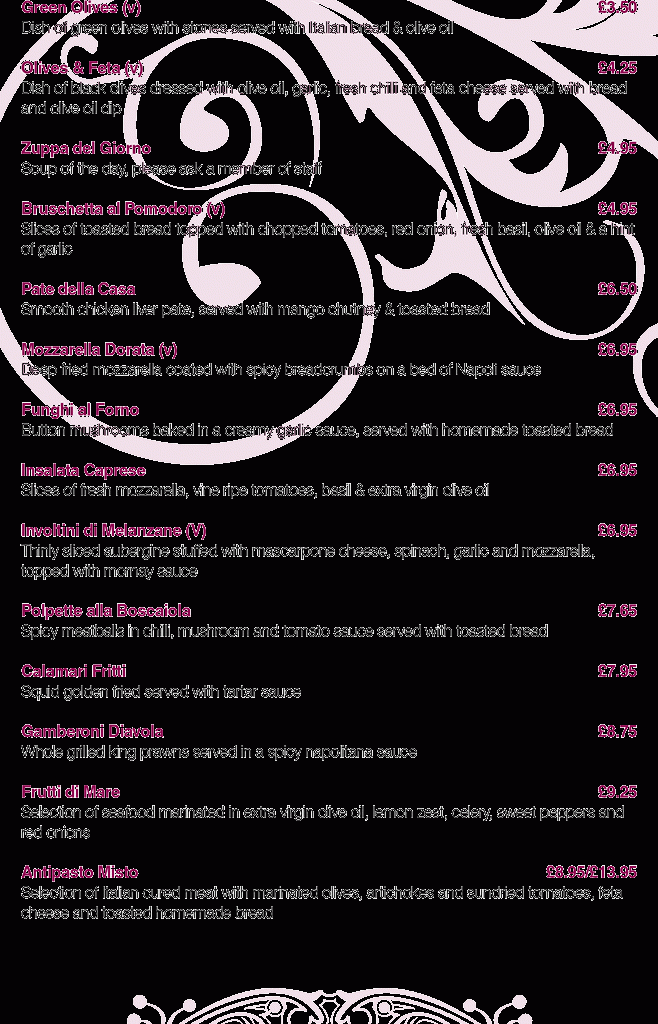 Green Olives (v) £3.50
Dish of green olives with stones served with Italian bread & olive oil
Olives & Feta (v) £4.25
Dish of black olives dressed with olive oil, garlic, fresh chilli and feta cheese served with bread
and olive oil dip
Zuppa del Giorno £4.95
Soup of the day, please ask a member of staff
Bruschetta al Pomodoro (v) £4.95
Slices of toasted bread topped with chopped tomatoes, red onion, fresh basil, olive oil & a hint
of garlic
Pate della Casa £6.50
Smooth chicken liver pate, served with mango chutney & toasted bread
Mozzarella Dorata (v) £6.95
Deep fried mozzarella coated with spicy breadcrumbs on a bed of Napoli sauce
Funghi al Forno £6.95
Button mushrooms baked in a creamy garlic sauce, served with homemade toasted bread
Insalata Caprese
Slices of fresh mozzarella, vine ripe tomatoes, basil & extra virgin olive oil
Involtini di Melanzane (V) £6.95
Thinly sliced aubergine stuffed with mascarpone cheese, spinach, garlic and mozzarella,
topped with mornay sauce
Polpette alla Boscaiola
Spicy meatballs in chilli, mushroom and tomato sauce served with toasted bread
Calamari Fritti £7.95
Squid golden fried served with tartar sauce
Gamberoni Diavola
Whole grilled king prawns served in a spicy napolitana sauce
Frutti di Mare £9.25
Selection of seafood marinated in extra virgin olive oil, lemon zest, celery, sweet peppers and
red onions
Antipasto Misto
Selection of Italian cured meat with marinated olives, artichokes and sundried tomatoes, feta
cheese and toasted homemade bread